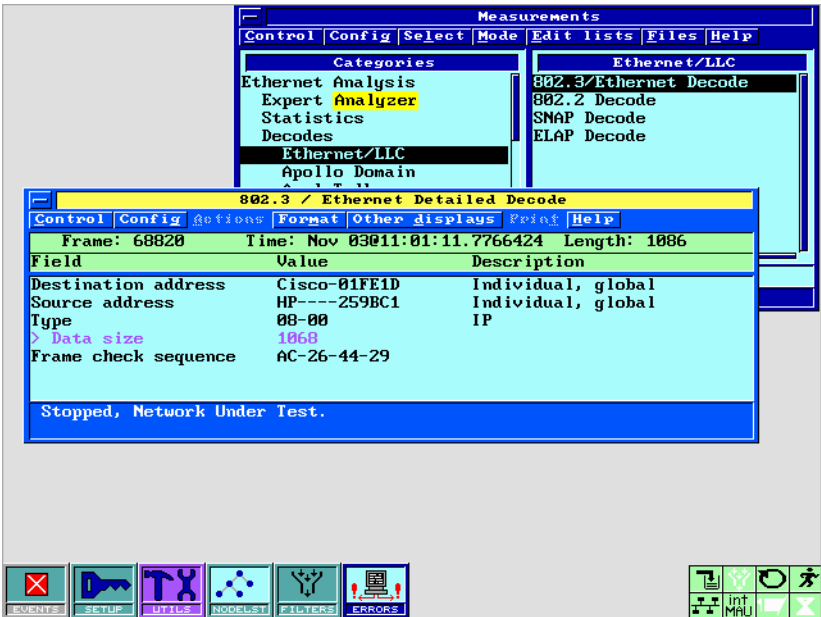 Measurements
Control Config Select Mode Edit lists Files Help
Categories
Ethernet Analysis
Expert Analyzer
Statistics
Decodes
Ethernet/LLC
Apollo Domain
Ethernet/LLC
802.3/Ethernet Decode
802.2 Decode
SNAP Decode
ELAP Decode
802.3 / Ethernet Detailed Decode
Control Config Actions Format Other displays Print Help
Frame: 68820 Time: Nov 03@11:01:11.7766424 Length: 1086
Field Value Description
Destination address Cisco-01FE1D Individual, global
Source address HP----259BC1 Individual, global
Type 08-00 IP
> Data size 1068
Frame check sequence AC-26-44-29
Stopped, Network Under Test.
EVENTS SETUP UTILS NODELST FILTERS ERRORS
int
MAU